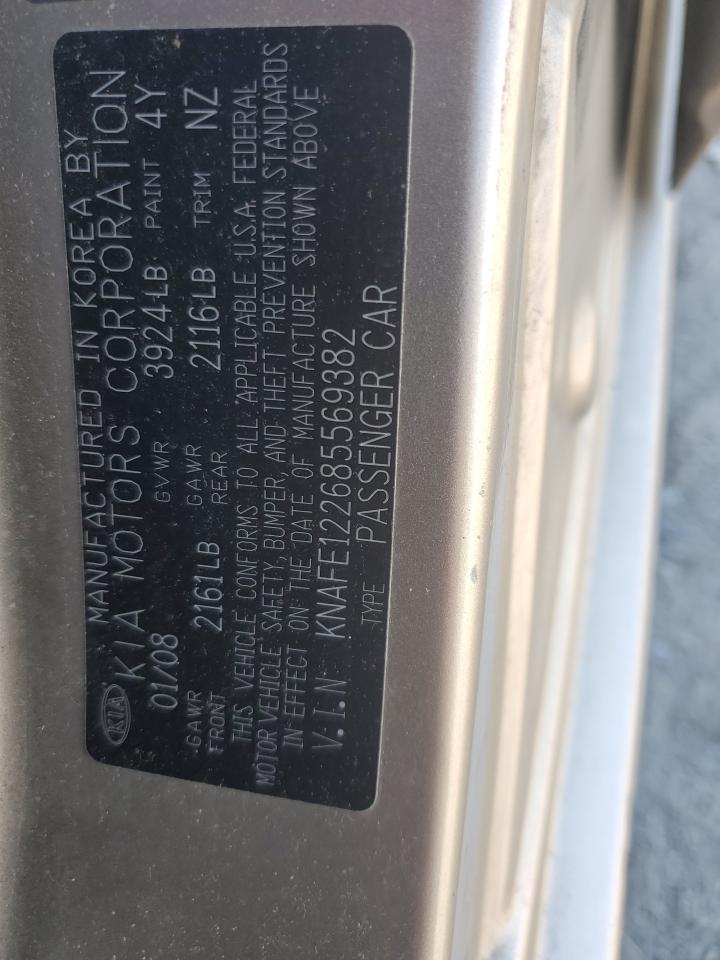 MANUFACTURED IN KOREA BY
KIA KIA MOTORS CORPORATION
01/08 GVWR 3924LB PAINT 4Y
GAWR FRONT 2161LB GAWR REAR 2116LB TRIM NZ
THIS VEHICLE CONFORMS TO ALL APPLICABLE U.S.A. FEDERAL
MOTOR VEHICLE SAFETY, BUMPER, AND THEFT PREVENTION STANDARDS
IN EFFECT ON THE DATE OF MANUFACTURE SHOWN ABOVE
V.I.N KNAFE122685569382
TYPE PASSENGER CAR